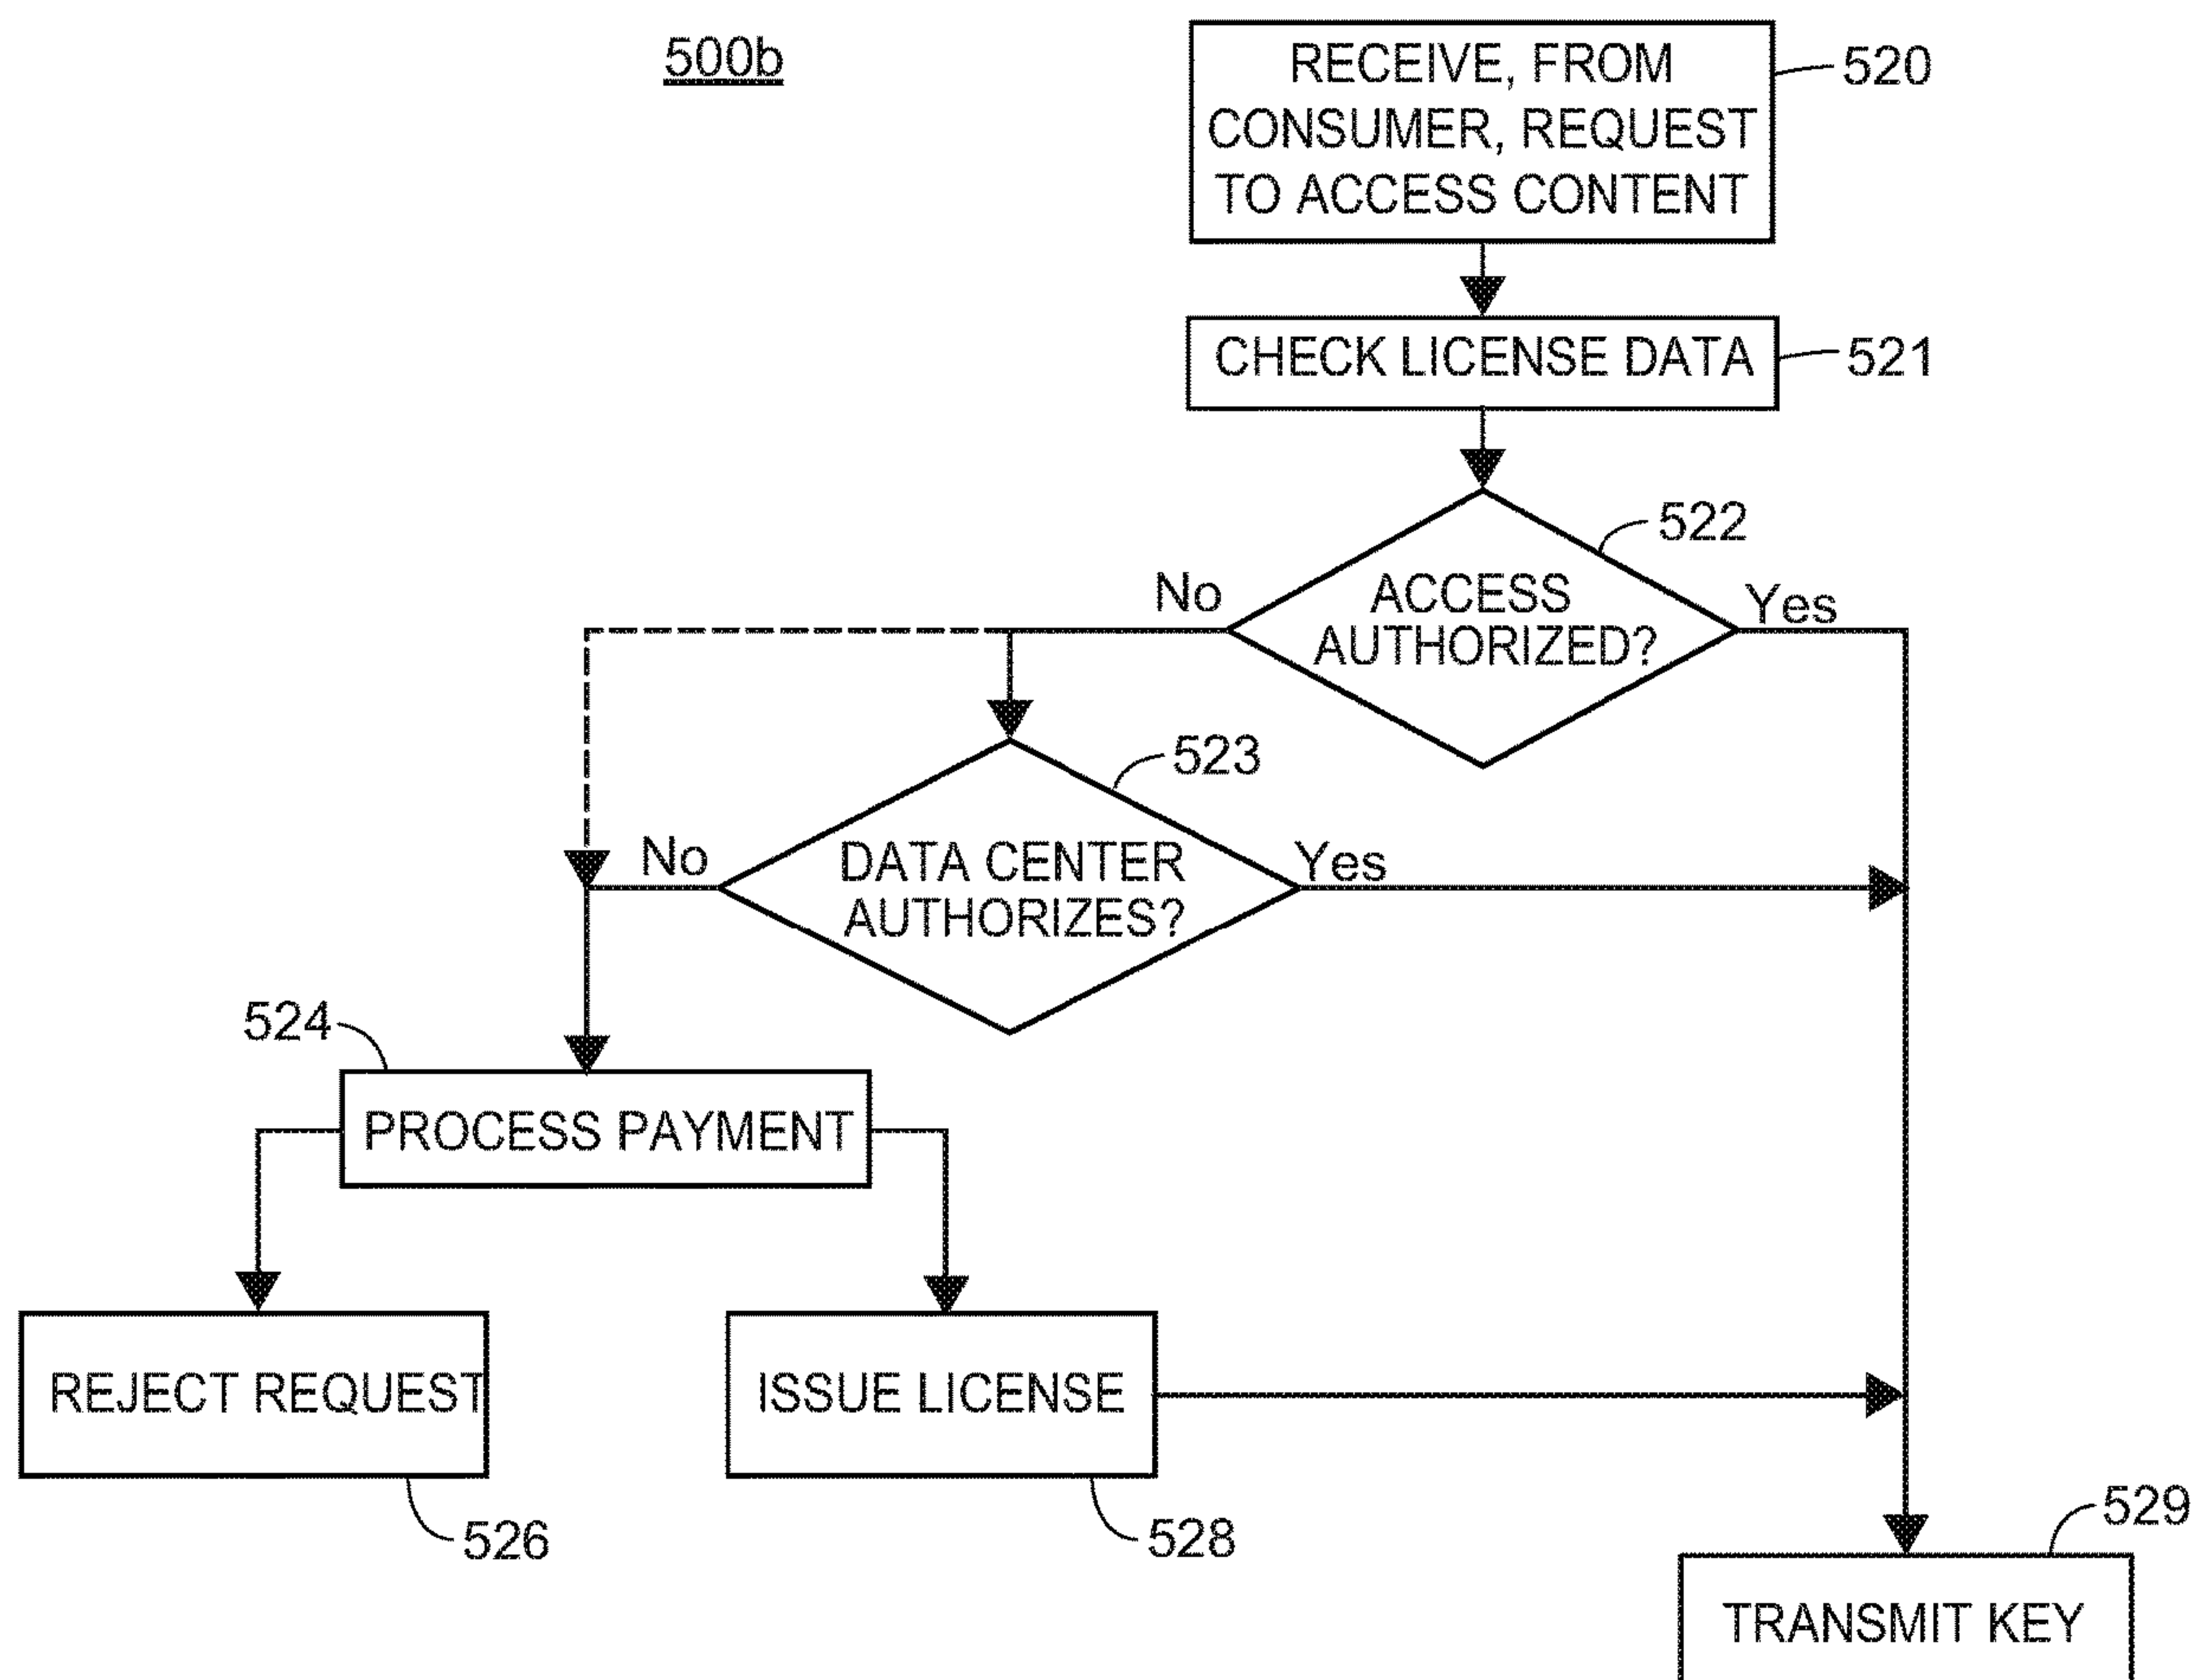 500b
RECEIVE, FROM
CONSUMER, REQUEST
TO ACCESS CONTENT
520
CHECK LICENSE DATA
521
522
No
ACCESS
AUTHORIZED?
Yes
523
No
DATA CENTER
AUTHORIZES?
Yes
524
PROCESS PAYMENT
REJECT REQUEST
ISSUE LICENSE
526
528
529
TRANSMIT KEY